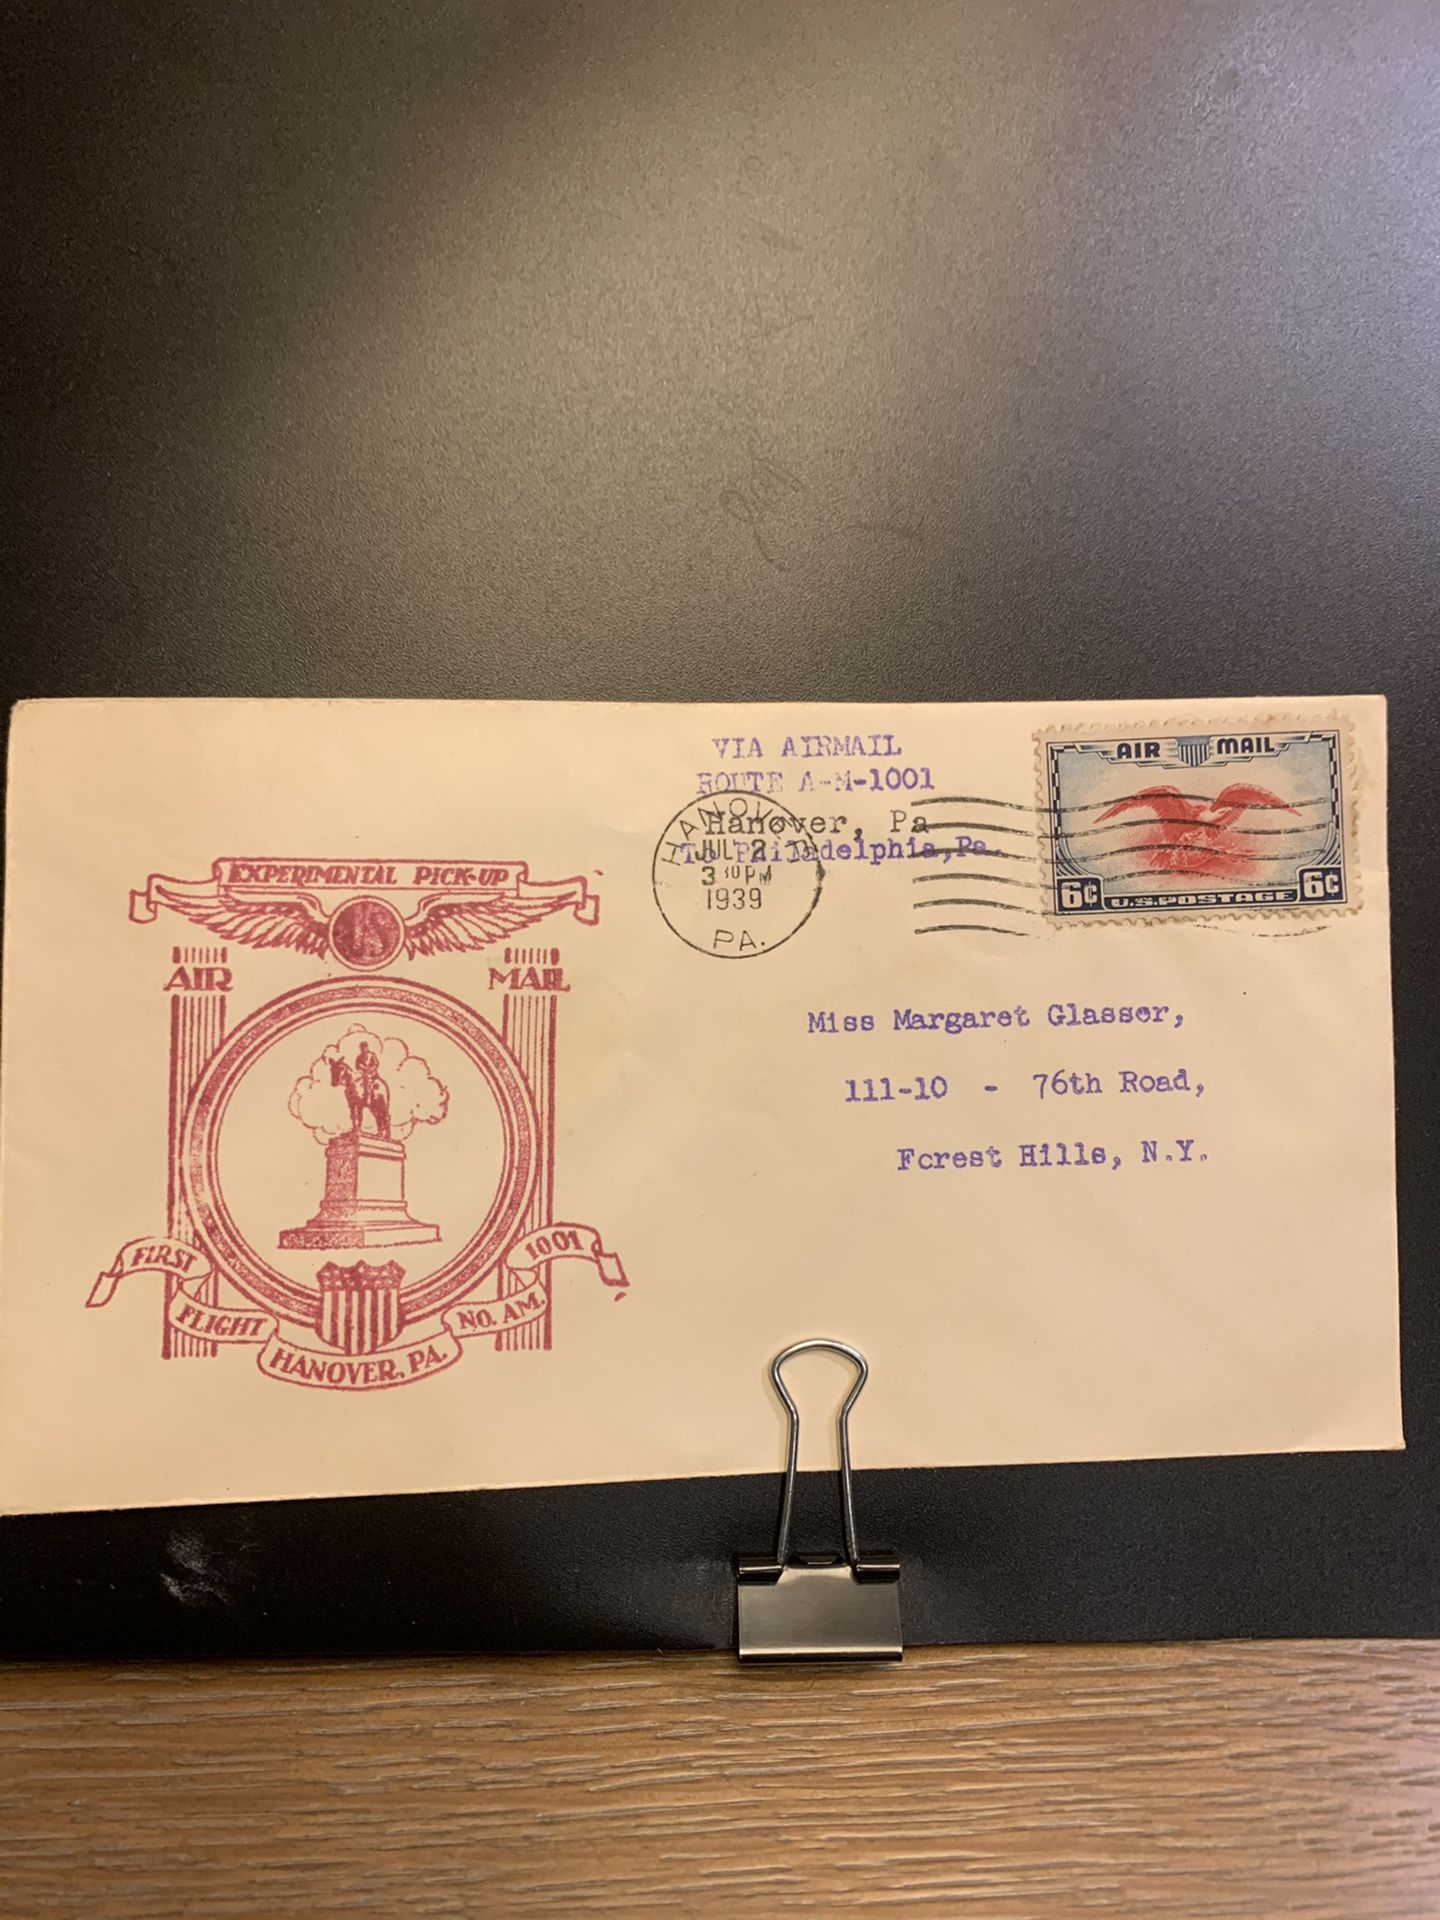 VIA AIRMAIL
ROUTE A-M-1001
Hanover, Pa
To Philadelphia, Pa.
HANOVER
JUL 2
3 30 PM
1939
PA.
AIR MAIL
6¢ U.S. POSTAGE 6¢
EXPERIMENTAL PICK-UP
US
AIR MAIL
FIRST FLIGHT HANOVER, PA. NO. AM. 1001
Miss Margaret Glasser,
111-10 - 76th Road,
Forest Hills, N.Y.